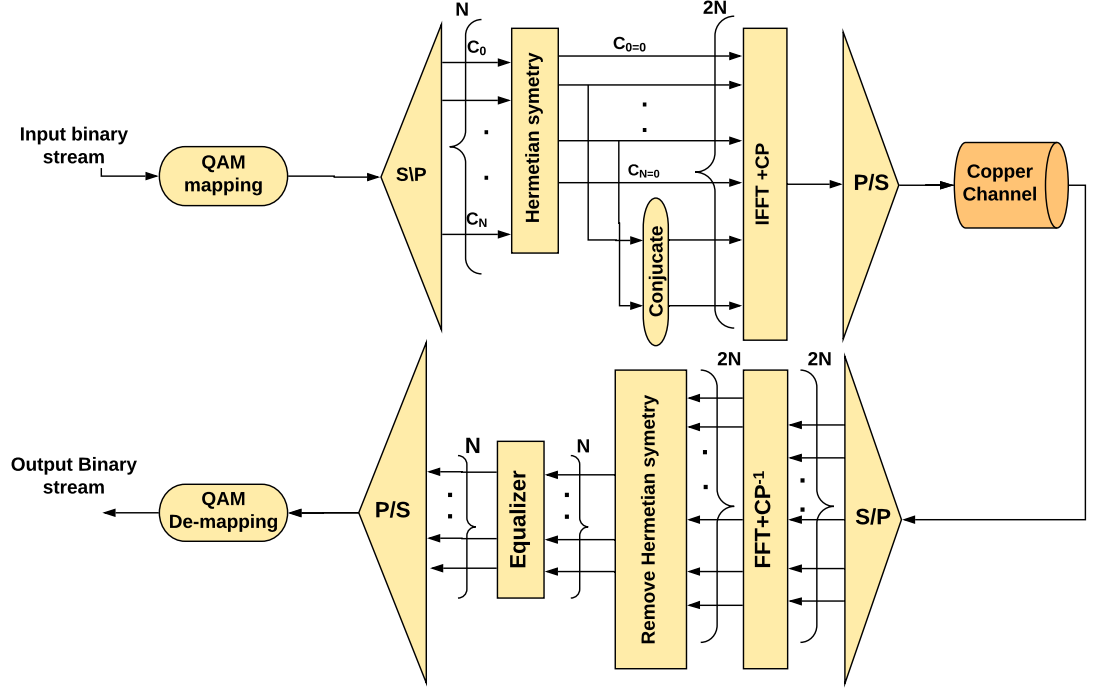 N
2N
C0
C0=0
Input binary
stream
QAM
mapping
S\P
Hermetian symetry
CN=0
CN
Conjucate
IFFT +CP
P/S
Copper
Channel
2N
2N
N
N
Output Binary
stream
QAM
De-mapping
P/S
Equalizer
Remove Hermetian symetry
FFT+CP-1
S/P